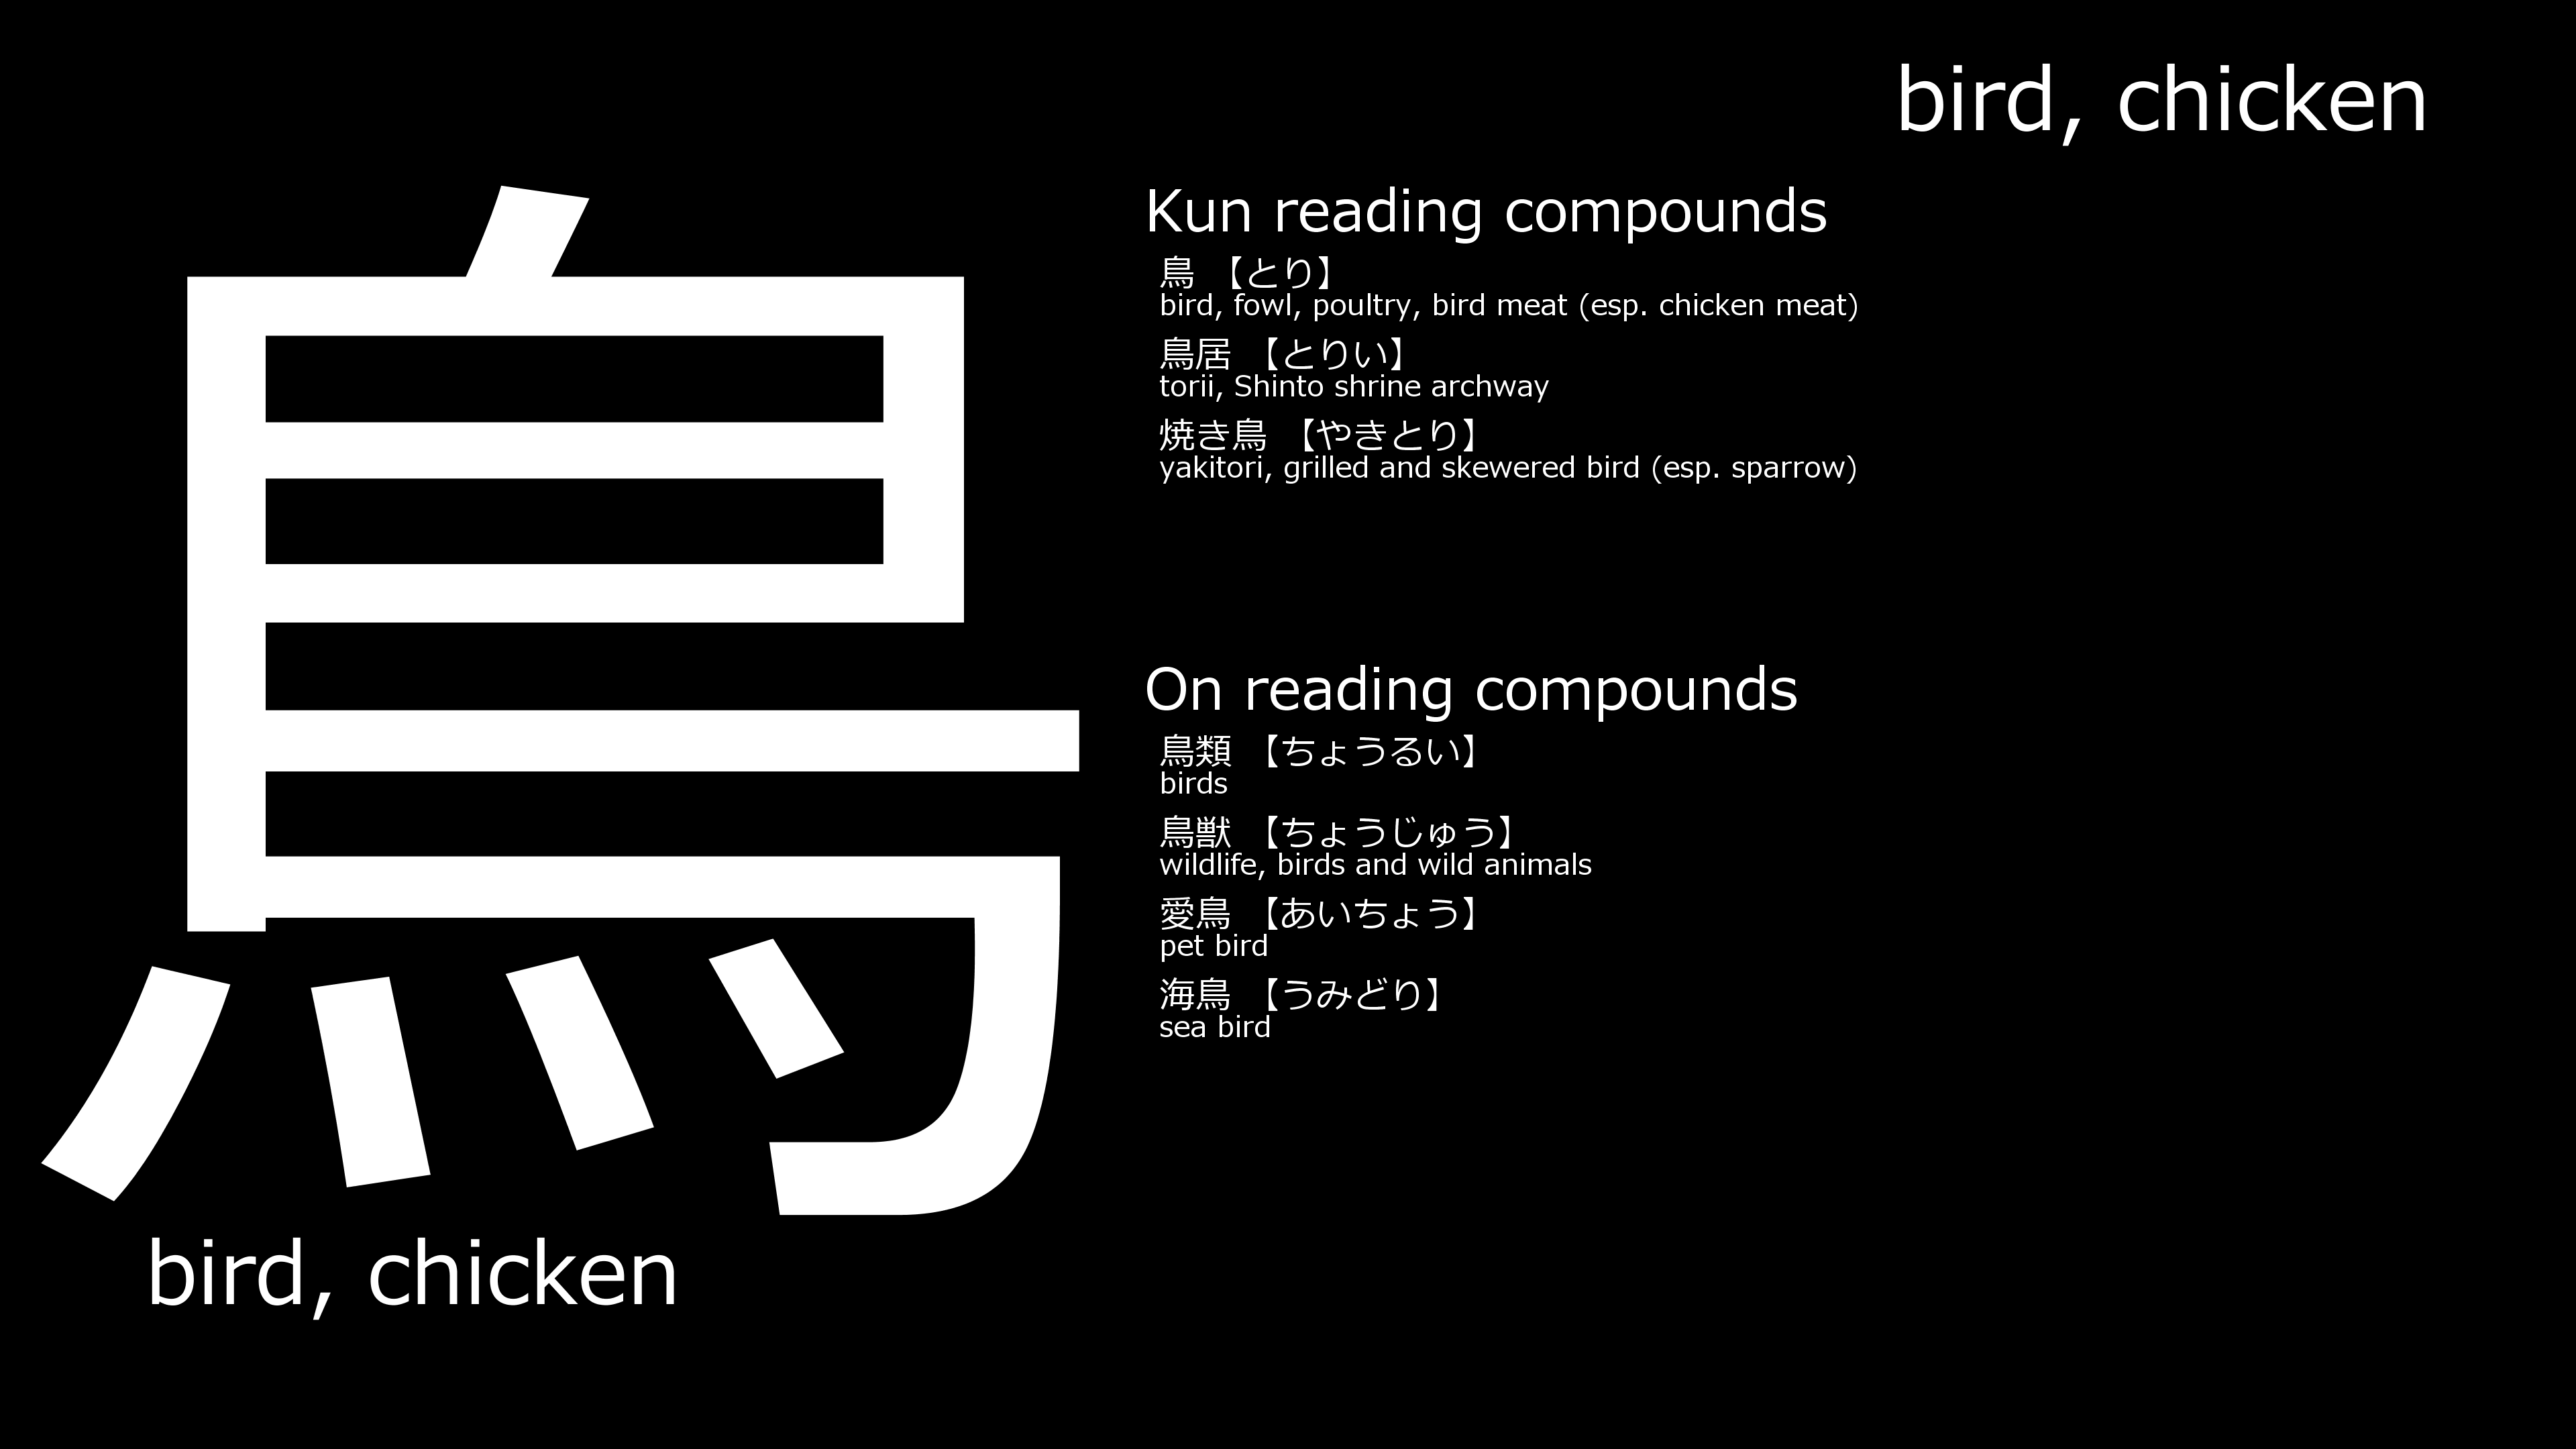 bird, chicken
鳥
Kun reading compounds
鳥 【とり】
bird, fowl, poultry, bird meat (esp. chicken meat)
鳥居 【とりい】
torii, Shinto shrine archway
焼き鳥 【やきとり】
yakitori, grilled and skewered bird (esp. sparrow)
On reading compounds
鳥類 【ちょうるい】
birds
鳥獣 【ちょうじゅう】
wildlife, birds and wild animals
愛鳥 【あいちょう】
pet bird
海鳥 【うみどり】
sea bird
bird, chicken